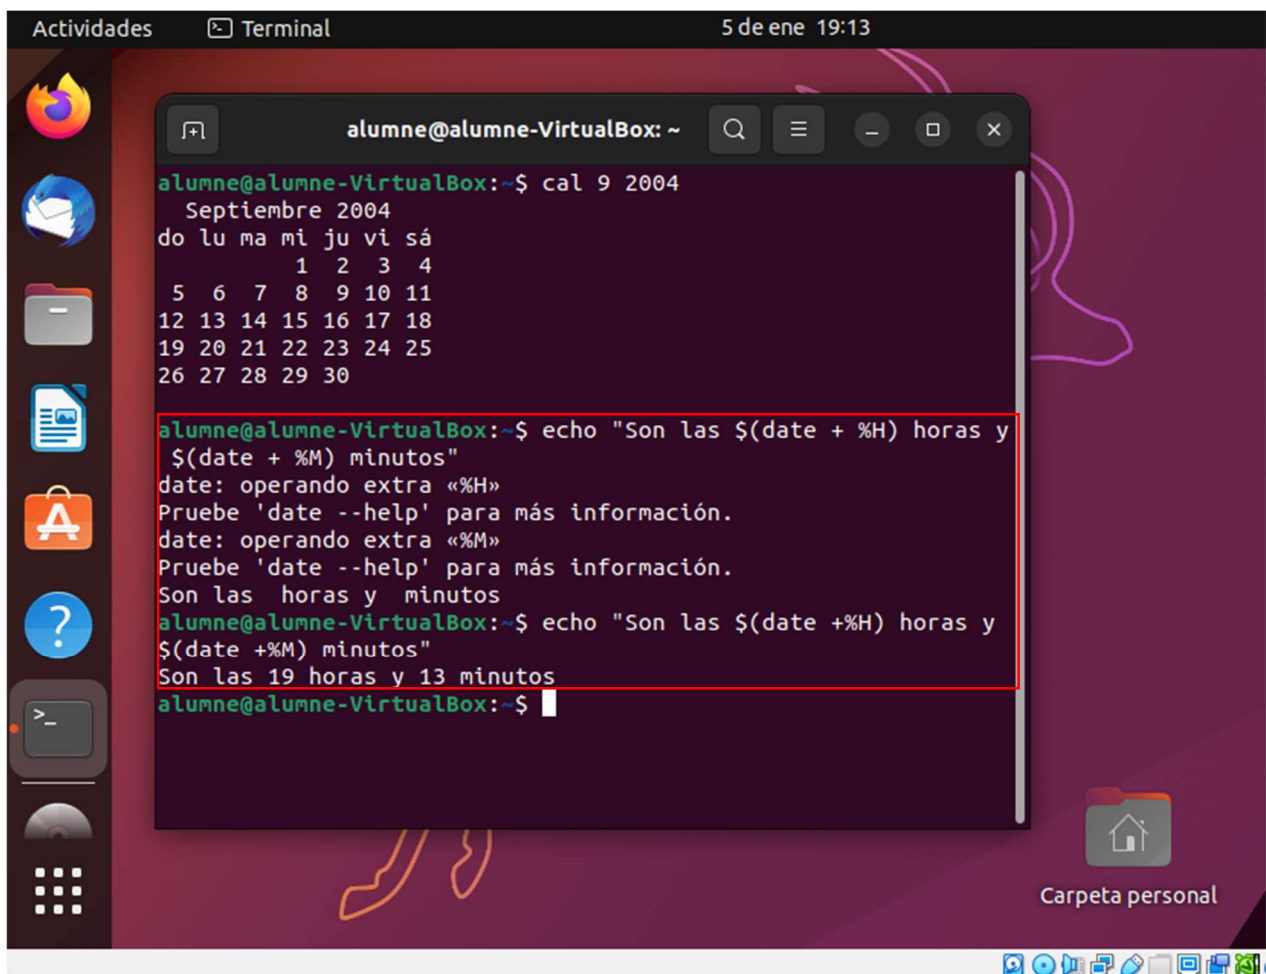 Actividades Terminal 5 de ene 19:13
alumne@alumne-VirtualBox: ~
alumne@alumne-VirtualBox:~$ cal 9 2004
  Septiembre 2004
do lu ma mi ju vi sá
          1  2  3  4
 5  6  7  8  9 10 11
12 13 14 15 16 17 18
19 20 21 22 23 24 25
26 27 28 29 30
alumne@alumne-VirtualBox:~$ echo "Son las $(date + %H) horas y
 $(date + %M) minutos"
date: operando extra «%H»
Pruebe 'date --help' para más información.
date: operando extra «%M»
Pruebe 'date --help' para más información.
Son las  horas y  minutos
alumne@alumne-VirtualBox:~$ echo "Son las $(date +%H) horas y
$(date +%M) minutos"
Son las 19 horas y 13 minutos
alumne@alumne-VirtualBox:~$
Carpeta personal